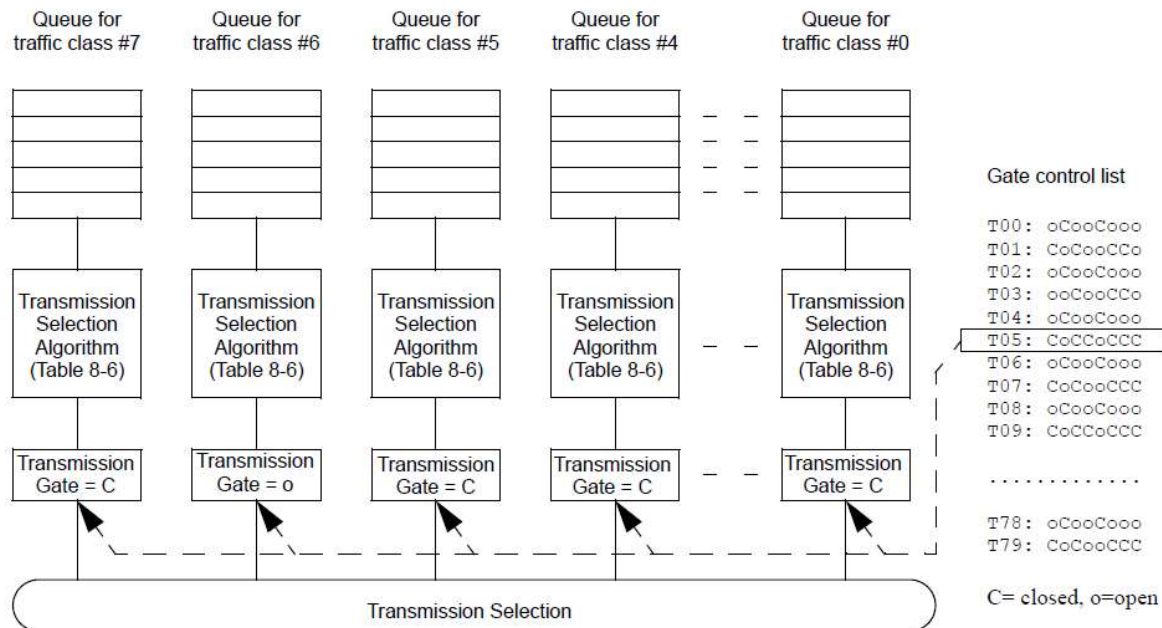 Queue for
traffic class #7
Queue for
traffic class #6
Queue for
traffic class #5
Queue for
traffic class #4
Queue for
traffic class #0
Transmission
Selection
Algorithm
(Table 8-6)
Transmission
Selection
Algorithm
(Table 8-6)
Transmission
Selection
Algorithm
(Table 8-6)
Transmission
Selection
Algorithm
(Table 8-6)
Transmission
Selection
Algorithm
(Table 8-6)
Transmission
Gate = C
Transmission
Gate = o
Transmission
Gate = C
Transmission
Gate = C
Transmission
Gate = C
Transmission Selection
Gate control list
T00: oCooCooo
T01: CoCooCCo
T02: oCooCooo
T03: ooCooCCo
T04: oCooCooo
T05: CoCCoCCC
T06: oCooCooo
T07: CoCooCCC
T08: oCooCooo
T09: CoCCoCCC
.............
T78: oCooCooo
T79: CoCooCCC
C= closed, o=open